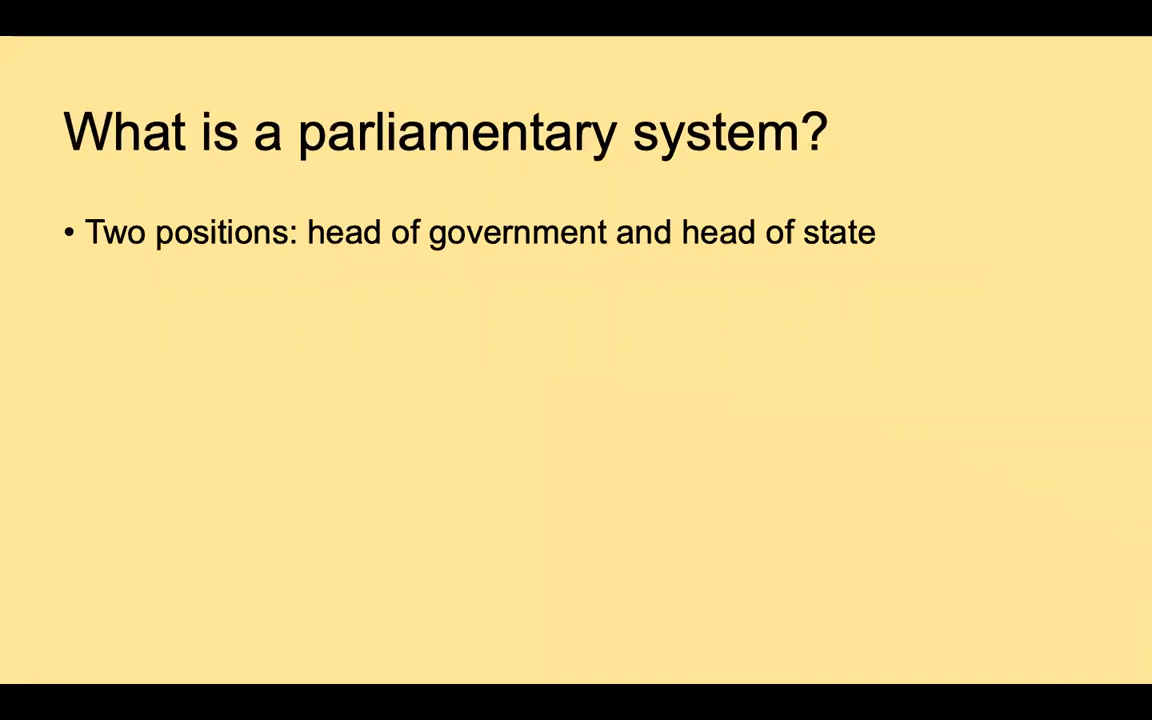 What is a parliamentary system?
• Two positions: head of government and head of state